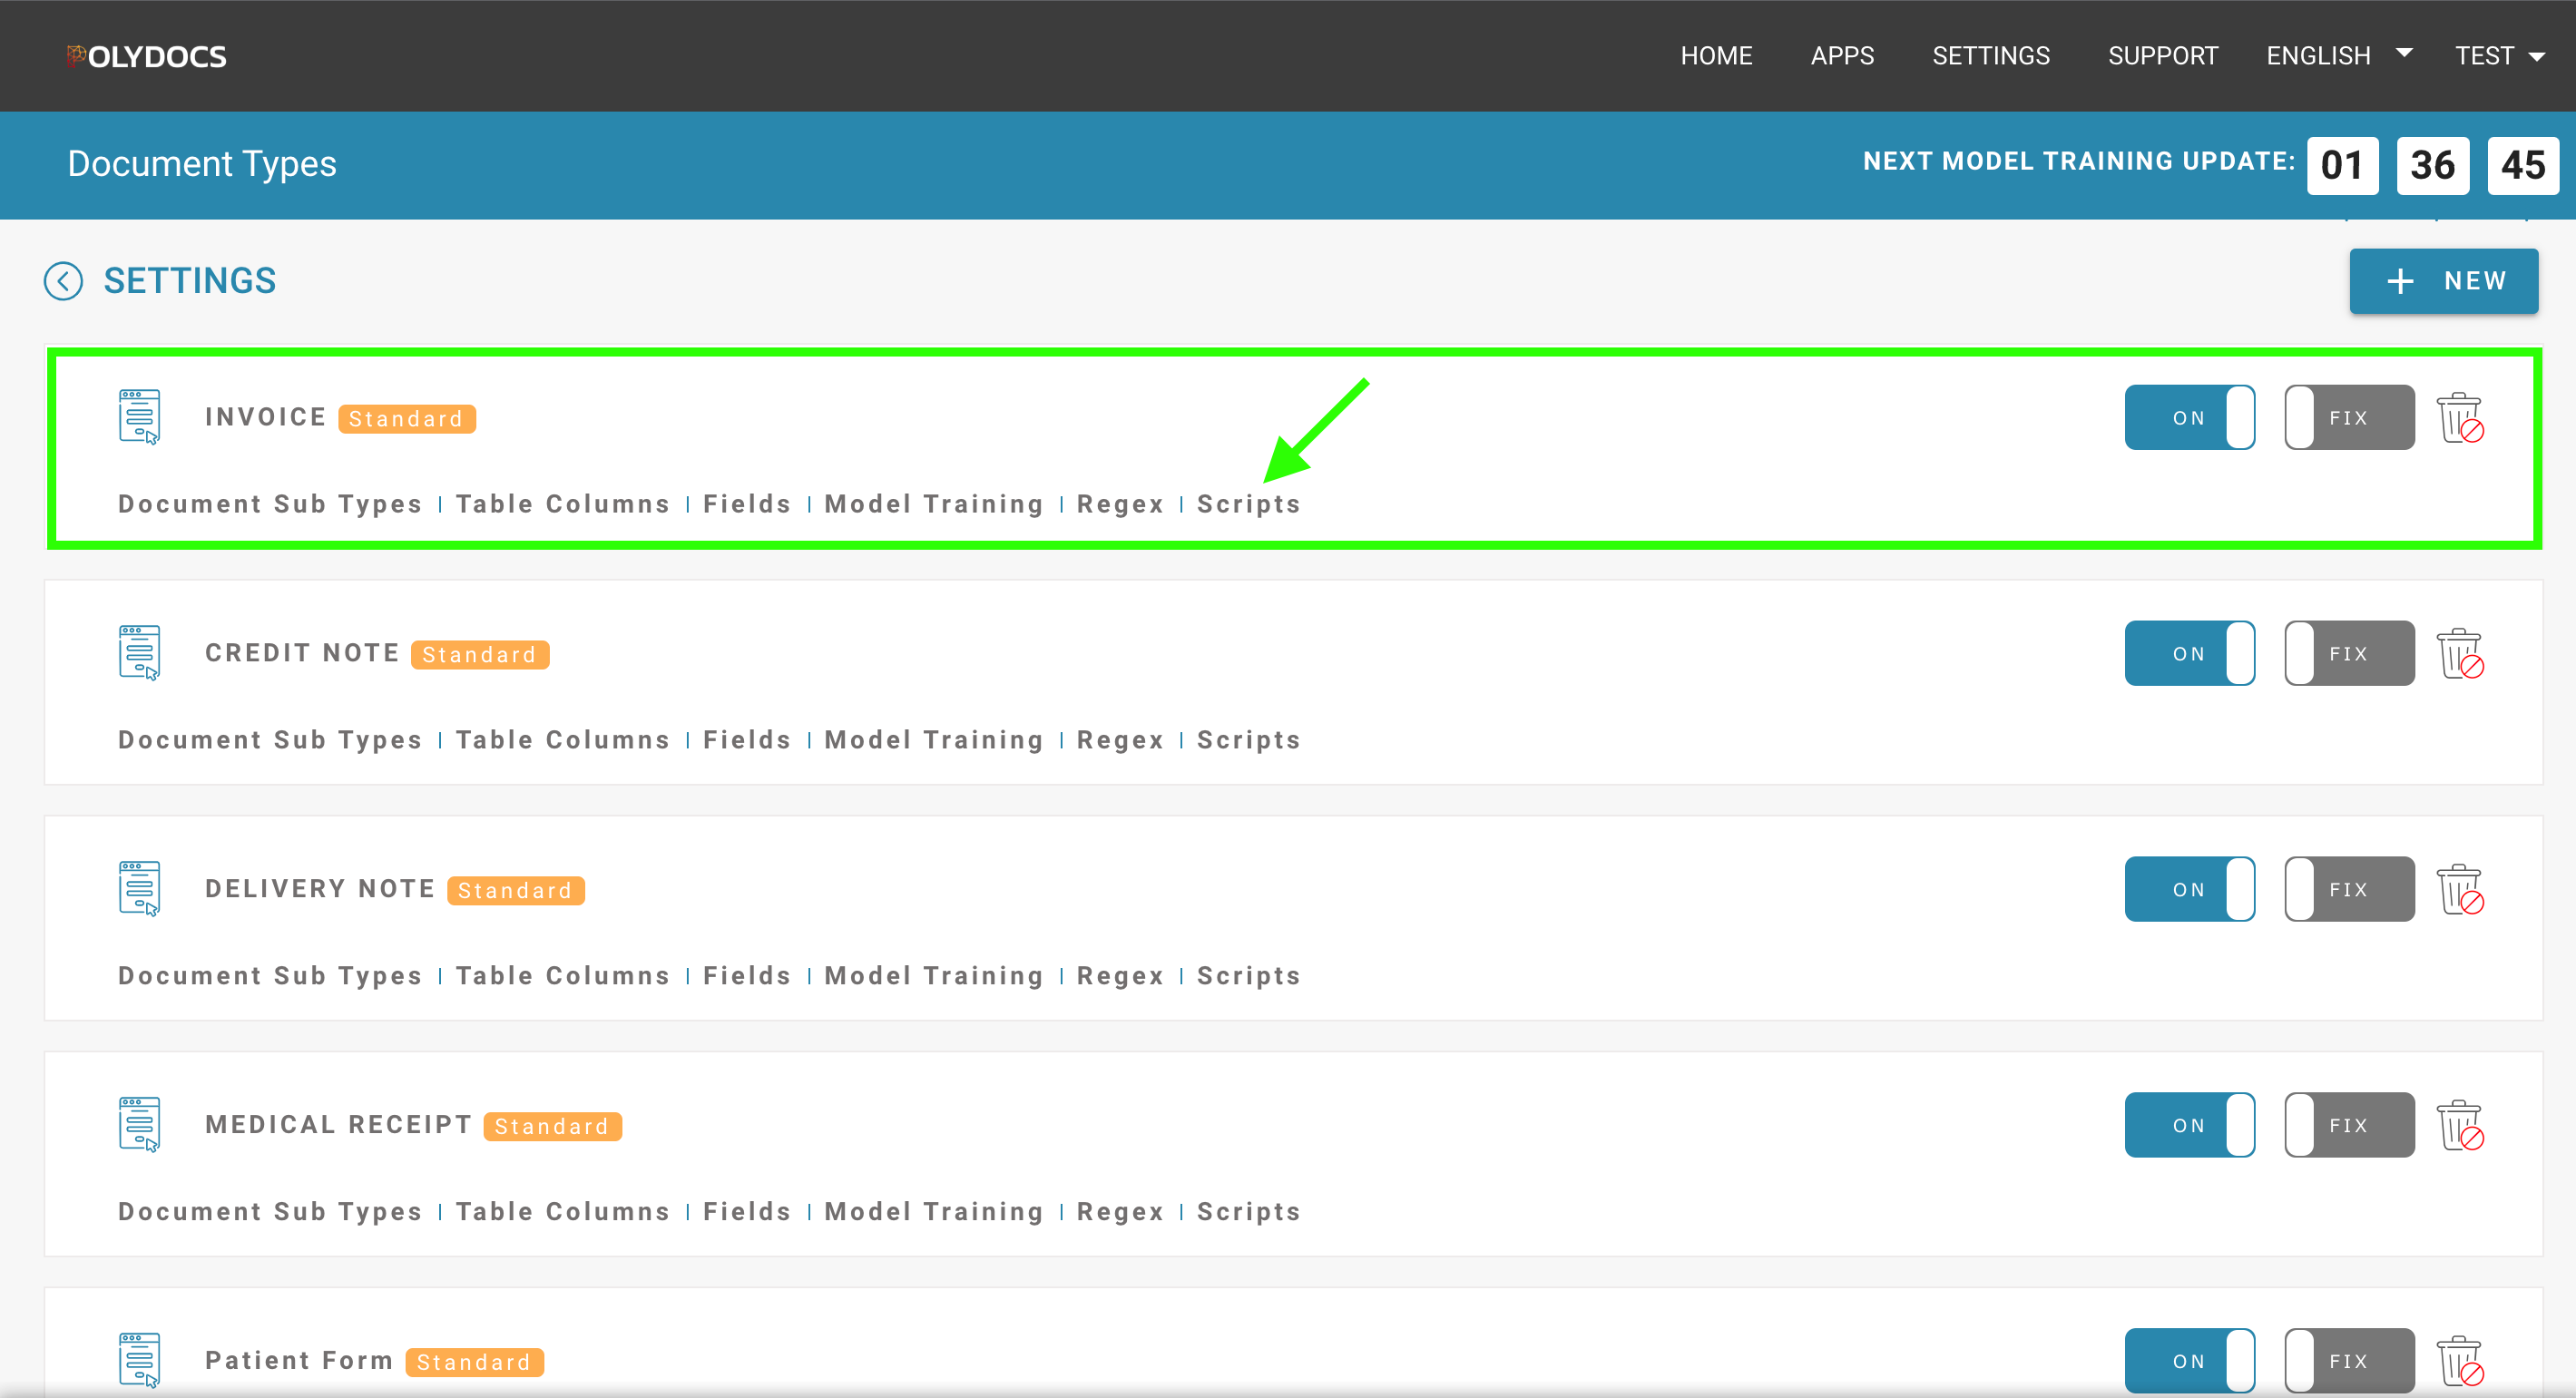 POLYDOCS HOME APPS SETTINGS SUPPORT ENGLISH TEST
Document Types NEXT MODEL TRAINING UPDATE: 01 36 45
SETTINGS + NEW
INVOICE Standard ON FIX
Document Sub Types | Table Columns | Fields | Model Training | Regex | Scripts
CREDIT NOTE Standard ON FIX
Document Sub Types | Table Columns | Fields | Model Training | Regex | Scripts
DELIVERY NOTE Standard ON FIX
Document Sub Types | Table Columns | Fields | Model Training | Regex | Scripts
MEDICAL RECEIPT Standard ON FIX
Document Sub Types | Table Columns | Fields | Model Training | Regex | Scripts
Patient Form Standard ON FIX